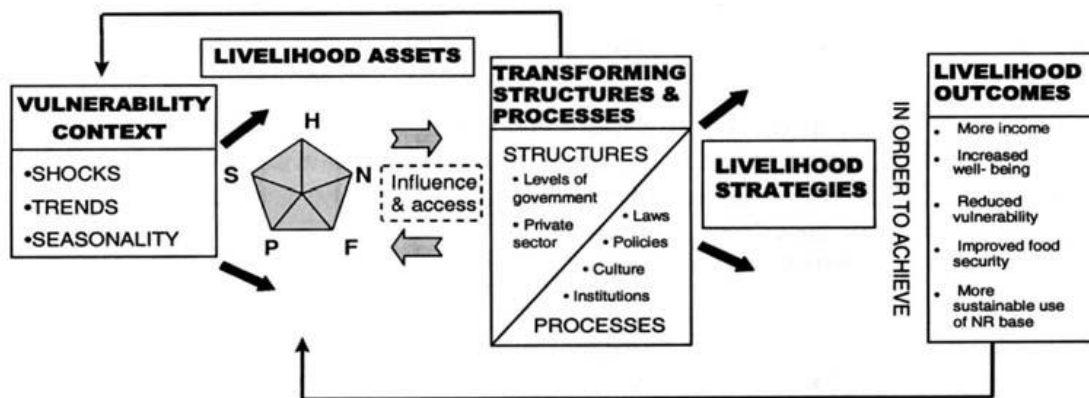 LIVELIHOOD ASSETS
VULNERABILITY
CONTEXT
•SHOCKS
•TRENDS
•SEASONALITY
H
S
N
P
F
Influence
& access
TRANSFORMING
STRUCTURES &
PROCESSES
STRUCTURES
• Levels of
government
• Private
sector
• Laws
• Policies
• Culture
• Institutions
PROCESSES
LIVELIHOOD
STRATEGIES
IN ORDER TO ACHIEVE
LIVELIHOOD
OUTCOMES
• More income
• Increased
well- being
• Reduced
vulnerability
• Improved food
security
• More
sustainable use
of NR base